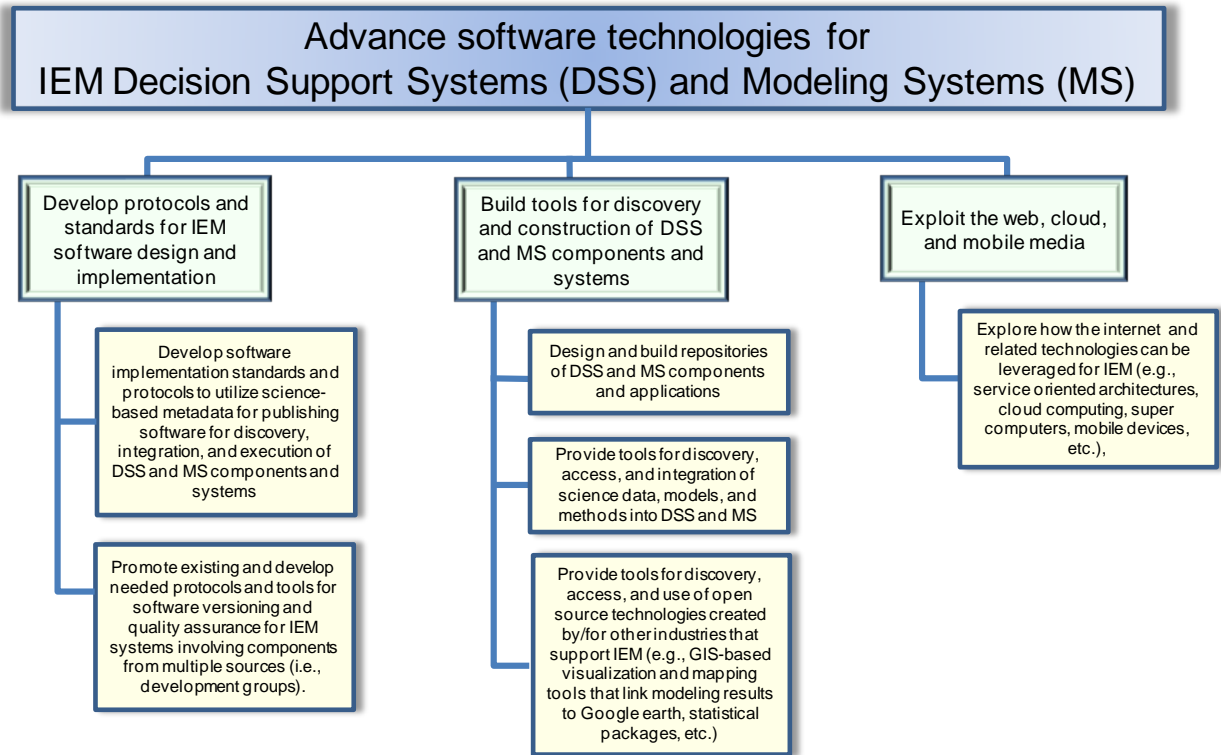 Advance software technologies for
IEM Decision Support Systems (DSS) and Modeling Systems (MS)
Develop protocols and
standards for IEM
software design and
implementation
Develop software
implementation standards and
protocols to utilize science-
based metadata for publishing
software for discovery,
integration, and execution of
DSS and MS components and
systems
Promote existing and develop
needed protocols and tools for
software versioning and
quality assurance for IEM
systems involving components
from multiple sources (i.e.,
development groups).
Build tools for discovery
and construction of DSS
and MS components and
systems
Design and build repositories
of DSS and MS components
and applications
Provide tools for discovery,
access, and integration of
science data, models, and
methods into DSS and MS
Provide tools for discovery,
access, and use of open
source technologies created
by/for other industries that
support IEM (e.g., GIS-based
visualization and mapping
tools that link modeling results
to Google earth, statistical
packages, etc.)
Exploit the web, cloud,
and mobile media
Explore how the internet and
related technologies can be
leveraged for IEM (e.g.,
service oriented architectures,
cloud computing, super
computers, mobile devices,
etc.),